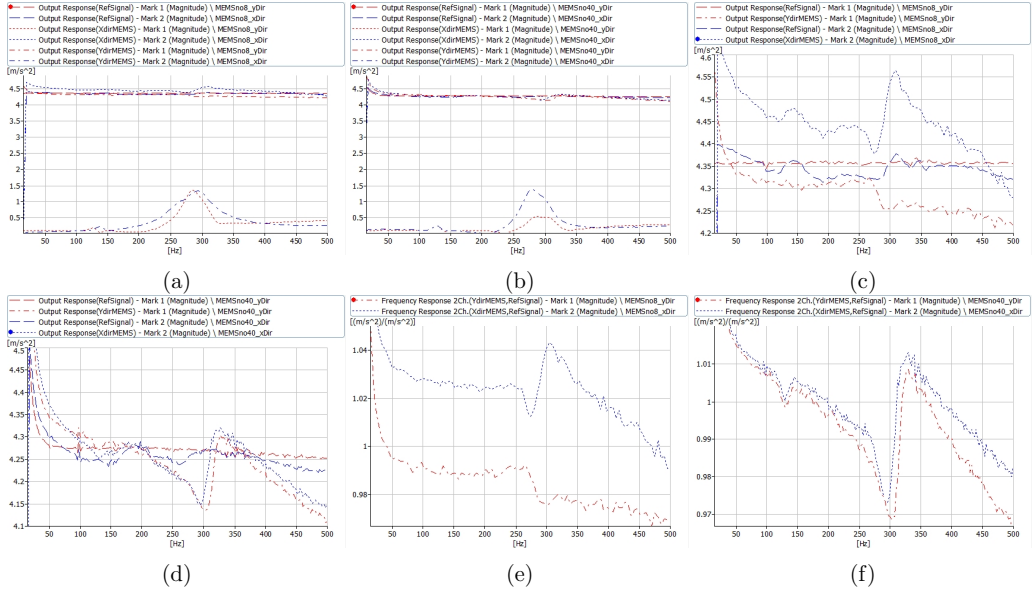 Output Response(RefSignal) - Mark 1 (Magnitude) \ MEMSno8_yDir
Output Response(RefSignal) - Mark 2 (Magnitude) \ MEMSno8_xDir
Output Response(XdirMEMS) - Mark 1 (Magnitude) \ MEMSno8_yDir
Output Response(XdirMEMS) - Mark 2 (Magnitude) \ MEMSno8_xDir
Output Response(YdirMEMS) - Mark 1 (Magnitude) \ MEMSno8_yDir
Output Response(YdirMEMS) - Mark 2 (Magnitude) \ MEMSno8_xDir
[m/s^2]
4.5
4
3.5
3
2.5
2
1.5
1
0.5
50 100 150 200 250 300 350 400 450 500
[Hz]
(a)
Output Response(RefSignal) - Mark 1 (Magnitude) \ MEMSno40_yDir
Output Response(RefSignal) - Mark 2 (Magnitude) \ MEMSno40_xDir
Output Response(XdirMEMS) - Mark 1 (Magnitude) \ MEMSno40_yDir
Output Response(XdirMEMS) - Mark 2 (Magnitude) \ MEMSno40_xDir
Output Response(YdirMEMS) - Mark 1 (Magnitude) \ MEMSno40_yDir
Output Response(YdirMEMS) - Mark 2 (Magnitude) \ MEMSno40_xDir
[m/s^2]
4.5
4
3.5
3
2.5
2
1.5
1
0.5
50 100 150 200 250 300 350 400 450 500
[Hz]
(b)
Output Response(RefSignal) - Mark 1 (Magnitude) \ MEMSno8_yDir
Output Response(YdirMEMS) - Mark 1 (Magnitude) \ MEMSno8_yDir
Output Response(RefSignal) - Mark 2 (Magnitude) \ MEMSno8_xDir
Output Response(XdirMEMS) - Mark 2 (Magnitude) \ MEMSno8_xDir
[m/s^2]
4.6
4.55
4.5
4.45
4.4
4.35
4.3
4.25
4.2
50 100 150 200 250 300 350 400 450 500
[Hz]
(c)
Output Response(RefSignal) - Mark 1 (Magnitude) \ MEMSno40_yDir
Output Response(YdirMEMS) - Mark 1 (Magnitude) \ MEMSno40_yDir
Output Response(RefSignal) - Mark 2 (Magnitude) \ MEMSno40_xDir
Output Response(XdirMEMS) - Mark 2 (Magnitude) \ MEMSno40_xDir
[m/s^2]
4.5
4.45
4.4
4.35
4.3
4.25
4.2
4.15
4.1
50 100 150 200 250 300 350 400 450 500
[Hz]
(d)
Frequency Response 2Ch.(YdirMEMS,RefSignal) - Mark 1 (Magnitude) \ MEMSno8_yDir
Frequency Response 2Ch.(XdirMEMS,RefSignal) - Mark 2 (Magnitude) \ MEMSno8_xDir
[(m/s^2)/(m/s^2)]
1.04
1.02
1
0.98
50 100 150 200 250 300 350 400 450 500
[Hz]
(e)
Frequency Response 2Ch.(YdirMEMS,RefSignal) - Mark 1 (Magnitude) \ MEMSno40_yDir
Frequency Response 2Ch.(XdirMEMS,RefSignal) - Mark 2 (Magnitude) \ MEMSno40_xDir
[(m/s^2)/(m/s^2)]
1.01
1
0.99
0.98
0.97
50 100 150 200 250 300 350 400 450 500
[Hz]
(f)